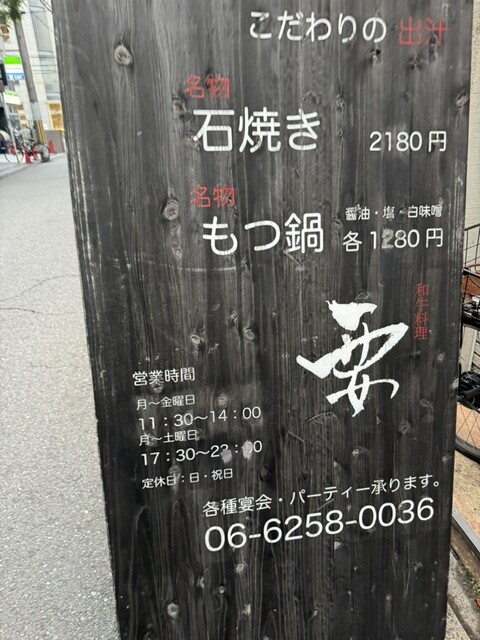 こだわりの 出汁
名物
石焼き 2180円
名物
醤油・塩・白味噌
もつ鍋 各1280円
和牛料理
要
営業時間
月〜金曜日
11：30〜14：00
月〜土曜日
17：30〜22：00
定休日：日・祝日
各種宴会・パーティー承ります。
06-6258-0036